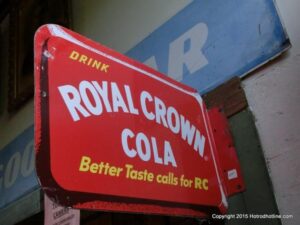 DRINK
ROYAL CROWN
COLA
Better Taste calls for RC
Copyright © 2015 Hotrodhotline.com